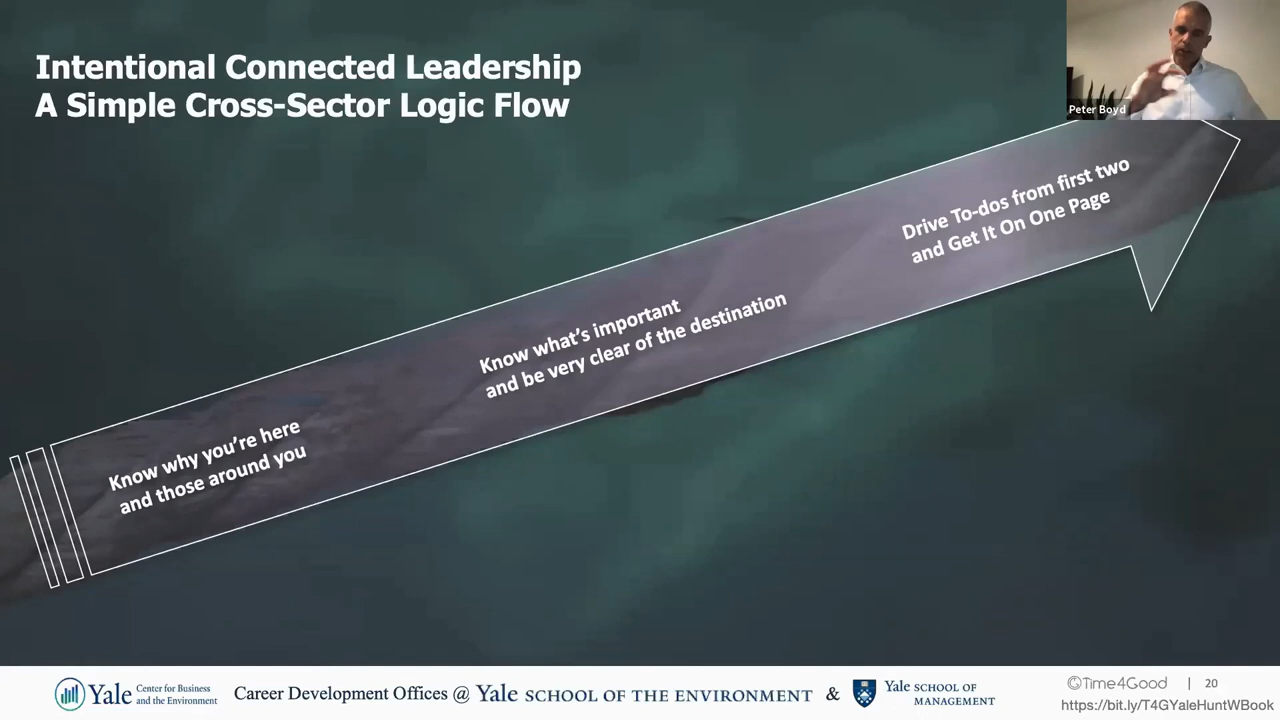 Intentional Connected Leadership
A Simple Cross-Sector Logic Flow
Peter Boyd
Drive To-dos from first two
and Get It On One Page
Know what's important
and be very clear of the destination
Know why you're here
and those around you
Yale Center for Business and the Environment
Career Development Offices @ Yale SCHOOL OF THE ENVIRONMENT & Yale SCHOOL OF MANAGEMENT
©Time4Good | 20
https://bit.ly/T4GYaleHuntWBook